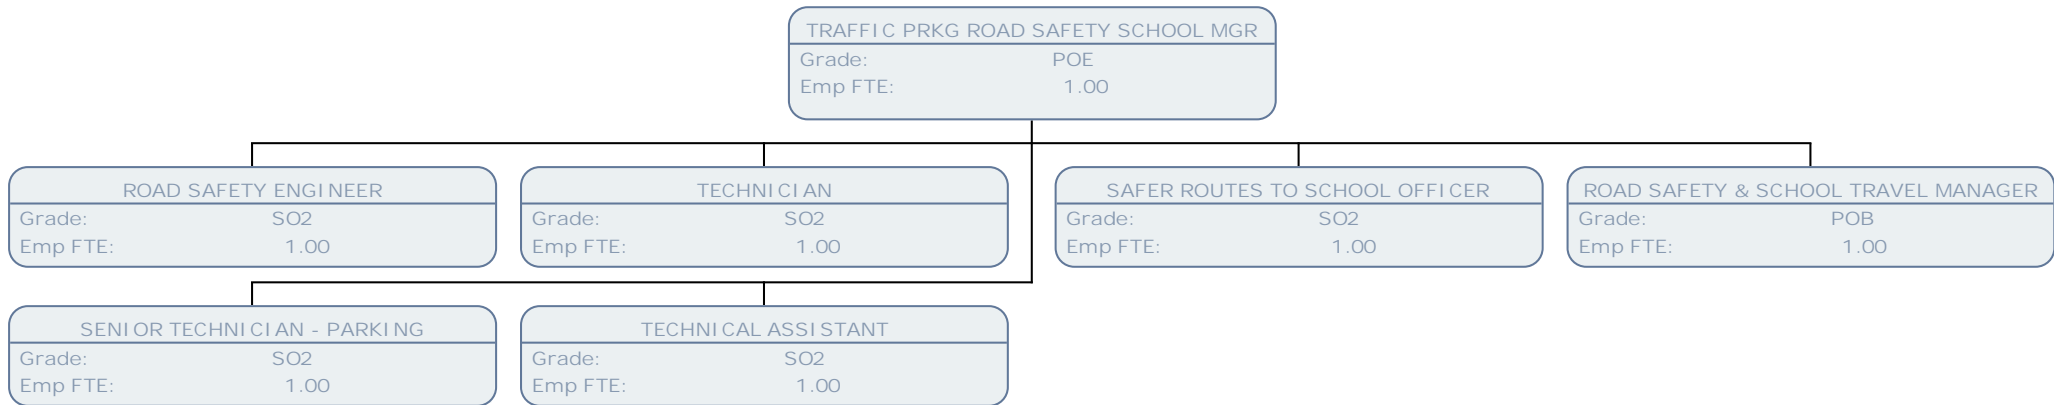 TRAFFIC PRKG ROAD SAFETY SCHOOL MGR
Grade: POE
Emp FTE: 1.00
ROAD SAFETY ENGINEER
Grade: SO2
Emp FTE: 1.00
TECHNICIAN
Grade: SO2
Emp FTE: 1.00
SAFER ROUTES TO SCHOOL OFFICER
Grade: SO2
Emp FTE: 1.00
ROAD SAFETY & SCHOOL TRAVEL MANAGER
Grade: POB
Emp FTE: 1.00
SENIOR TECHNICIAN - PARKING
Grade: SO2
Emp FTE: 1.00
TECHNICAL ASSISTANT
Grade: SO2
Emp FTE: 1.00